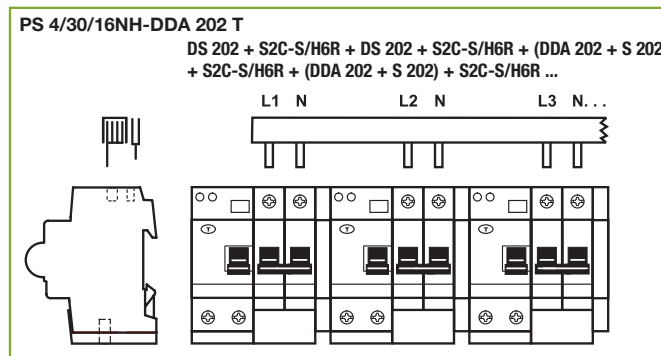 PS 4/30/16NH-DDA 202 T
DS 202 + S2C-S/H6R + DS 202 + S2C-S/H6R + (DDA 202 + S 202
+ S2C-S/H6R + (DDA 202 + S 202) + S2C-S/H6R ...
L1 N L2 N L3 N...
T T T